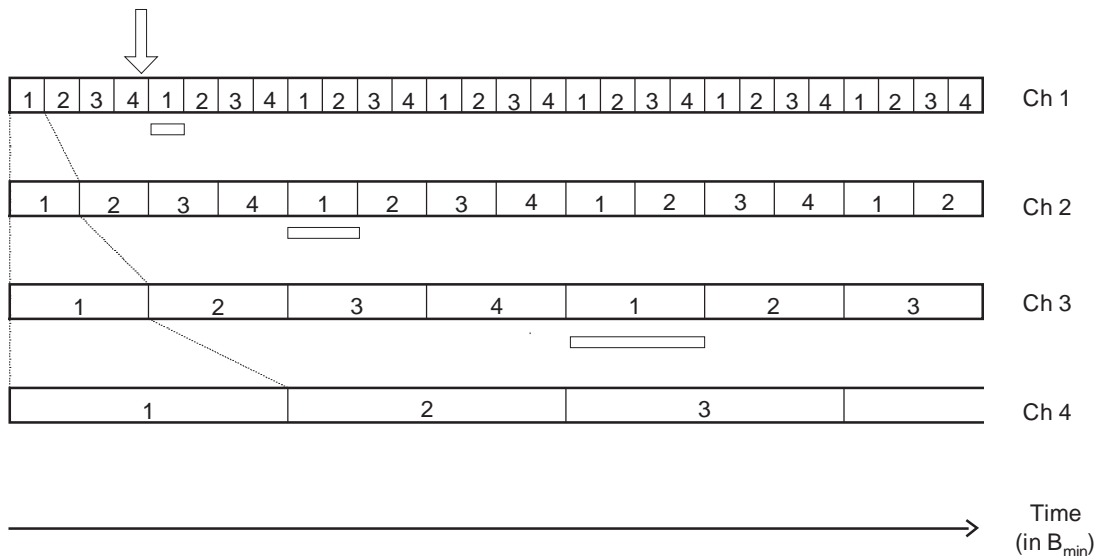 1 2 3 4 1 2 3 4 1 2 3 4 1 2 3 4 1 2 3 4 1 2 3 4 1 2 3 4 Ch 1
1 2 3 4 1 2 3 4 1 2 3 4 1 2 Ch 2
1 2 3 4 1 2 3 Ch 3
1 2 3 Ch 4
Time
(in Bmin)